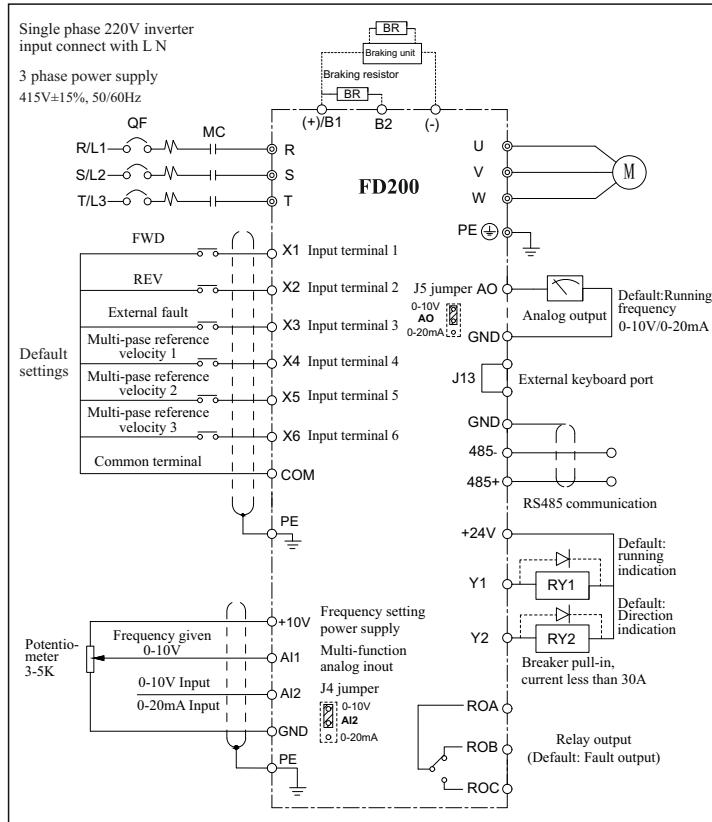 Single phase 220V inverter
input connect with L N
3 phase power supply
415V±15%, 50/60Hz
BR
Braking unit
Braking resistor
BR
(+)/B1
B2
(-)
QF
MC
R/L1
R
S/L2
S
T/L3
T
FD200
U
V
W
M
PE
FWD
X1 Input terminal 1
REV
X2 Input terminal 2
External fault
X3 Input terminal 3
Multi-pase reference
velocity 1
X4 Input terminal 4
Multi-pase reference
velocity 2
X5 Input terminal 5
Multi-pase reference
velocity 3
X6 Input terminal 6
Common terminal
COM
Default
settings
PE
J5 jumper
0-10V
AO
0-20mA
AO
Analog output
Default:Running
frequency
0-10V/0-20mA
GND
J13
External keyboard port
GND
485-
485+
RS485 communication
+24V
Default:
running
indication
Y1
RY1
Default:
Direction
indication
Y2
RY2
Breaker pull-in,
current less than 30A
Potentio-
meter
3-5K
+10V
Frequency setting
power supply
Frequency given
0-10V
AI1
Multi-function
analog inout
0-10V Input
0-20mA Input
AI2
J4 jumper
0-10V
AI2
0-20mA
GND
PE
ROA
ROB
ROC
Relay output
(Default: Fault output)